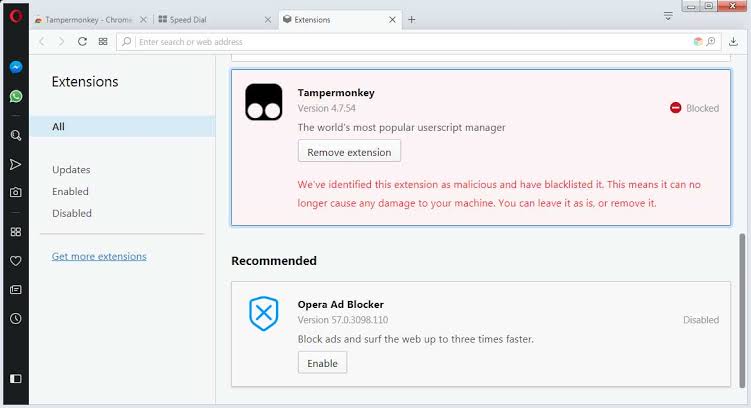 Tampermonkey - Chrome
Speed Dial
Extensions
Enter search or web address
Extensions
All
Updates
Enabled
Disabled
Get more extensions
Tampermonkey
Version 4.7.54
Blocked
The world's most popular userscript manager
Remove extension
We've identified this extension as malicious and have blacklisted it. This means it can no
longer cause any damage to your machine. You can leave it as is, or remove it.
Recommended
Opera Ad Blocker
Version 57.0.3098.110
Disabled
Block ads and surf the web up to three times faster.
Enable